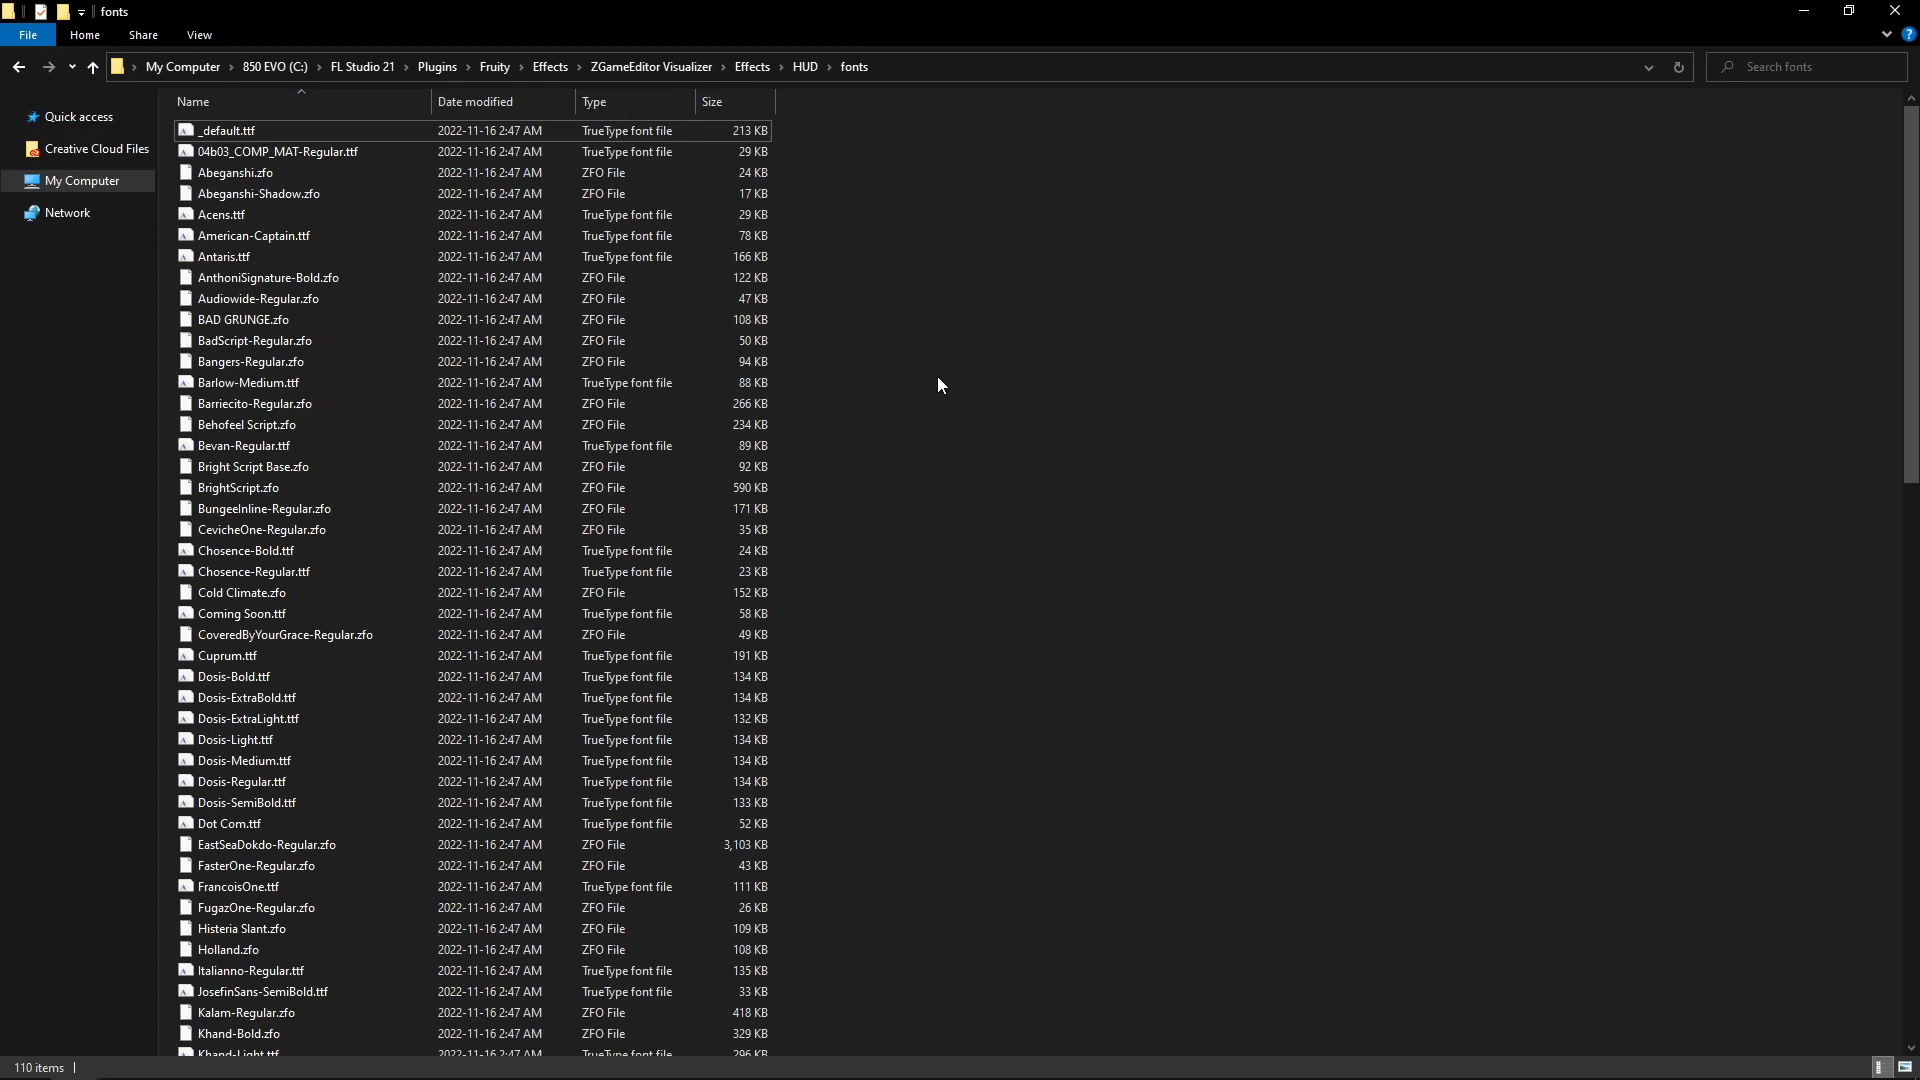 fonts
File Home Share View
My Computer › 850 EVO (C:) › FL Studio 21 › Plugins › Fruity › Effects › ZGameEditor Visualizer › Effects › HUD › fonts
Search fonts
Quick access
Creative Cloud Files
My Computer
Network
Name Date modified Type Size
_default.ttf 2022-11-16 2:47 AM TrueType font file 213 KB
04b03_COMP_MAT-Regular.ttf 2022-11-16 2:47 AM TrueType font file 29 KB
Abeganshi.zfo 2022-11-16 2:47 AM ZFO File 24 KB
Abeganshi-Shadow.zfo 2022-11-16 2:47 AM ZFO File 17 KB
Acens.ttf 2022-11-16 2:47 AM TrueType font file 29 KB
American-Captain.ttf 2022-11-16 2:47 AM TrueType font file 78 KB
Antaris.ttf 2022-11-16 2:47 AM TrueType font file 166 KB
AnthoniSignature-Bold.zfo 2022-11-16 2:47 AM ZFO File 122 KB
Audiowide-Regular.zfo 2022-11-16 2:47 AM ZFO File 47 KB
BAD GRUNGE.zfo 2022-11-16 2:47 AM ZFO File 108 KB
BadScript-Regular.zfo 2022-11-16 2:47 AM ZFO File 50 KB
Bangers-Regular.zfo 2022-11-16 2:47 AM ZFO File 94 KB
Barlow-Medium.ttf 2022-11-16 2:47 AM TrueType font file 88 KB
Barriecito-Regular.zfo 2022-11-16 2:47 AM ZFO File 266 KB
Behofeel Script.zfo 2022-11-16 2:47 AM ZFO File 234 KB
Bevan-Regular.ttf 2022-11-16 2:47 AM TrueType font file 89 KB
Bright Script Base.zfo 2022-11-16 2:47 AM ZFO File 92 KB
BrightScript.zfo 2022-11-16 2:47 AM ZFO File 590 KB
BungeeInline-Regular.zfo 2022-11-16 2:47 AM ZFO File 171 KB
CevicheOne-Regular.zfo 2022-11-16 2:47 AM ZFO File 35 KB
Chosence-Bold.ttf 2022-11-16 2:47 AM TrueType font file 24 KB
Chosence-Regular.ttf 2022-11-16 2:47 AM TrueType font file 23 KB
Cold Climate.zfo 2022-11-16 2:47 AM ZFO File 152 KB
Coming Soon.ttf 2022-11-16 2:47 AM TrueType font file 58 KB
CoveredByYourGrace-Regular.zfo 2022-11-16 2:47 AM ZFO File 49 KB
Cuprum.ttf 2022-11-16 2:47 AM TrueType font file 191 KB
Dosis-Bold.ttf 2022-11-16 2:47 AM TrueType font file 134 KB
Dosis-ExtraBold.ttf 2022-11-16 2:47 AM TrueType font file 134 KB
Dosis-ExtraLight.ttf 2022-11-16 2:47 AM TrueType font file 132 KB
Dosis-Light.ttf 2022-11-16 2:47 AM TrueType font file 134 KB
Dosis-Medium.ttf 2022-11-16 2:47 AM TrueType font file 134 KB
Dosis-Regular.ttf 2022-11-16 2:47 AM TrueType font file 134 KB
Dosis-SemiBold.ttf 2022-11-16 2:47 AM TrueType font file 133 KB
Dot Com.ttf 2022-11-16 2:47 AM TrueType font file 52 KB
EastSeaDokdo-Regular.zfo 2022-11-16 2:47 AM ZFO File 3,103 KB
FasterOne-Regular.zfo 2022-11-16 2:47 AM ZFO File 43 KB
FrancoisOne.ttf 2022-11-16 2:47 AM TrueType font file 111 KB
FugazOne-Regular.zfo 2022-11-16 2:47 AM ZFO File 26 KB
Histeria Slant.zfo 2022-11-16 2:47 AM ZFO File 109 KB
Holland.zfo 2022-11-16 2:47 AM ZFO File 108 KB
Italianno-Regular.ttf 2022-11-16 2:47 AM TrueType font file 135 KB
JosefinSans-SemiBold.ttf 2022-11-16 2:47 AM TrueType font file 33 KB
Kalam-Regular.zfo 2022-11-16 2:47 AM ZFO File 418 KB
Khand-Bold.zfo 2022-11-16 2:47 AM ZFO File 329 KB
Khand-Light.ttf 2022-11-16 2:47 AM TrueType font file 296 KB
110 items